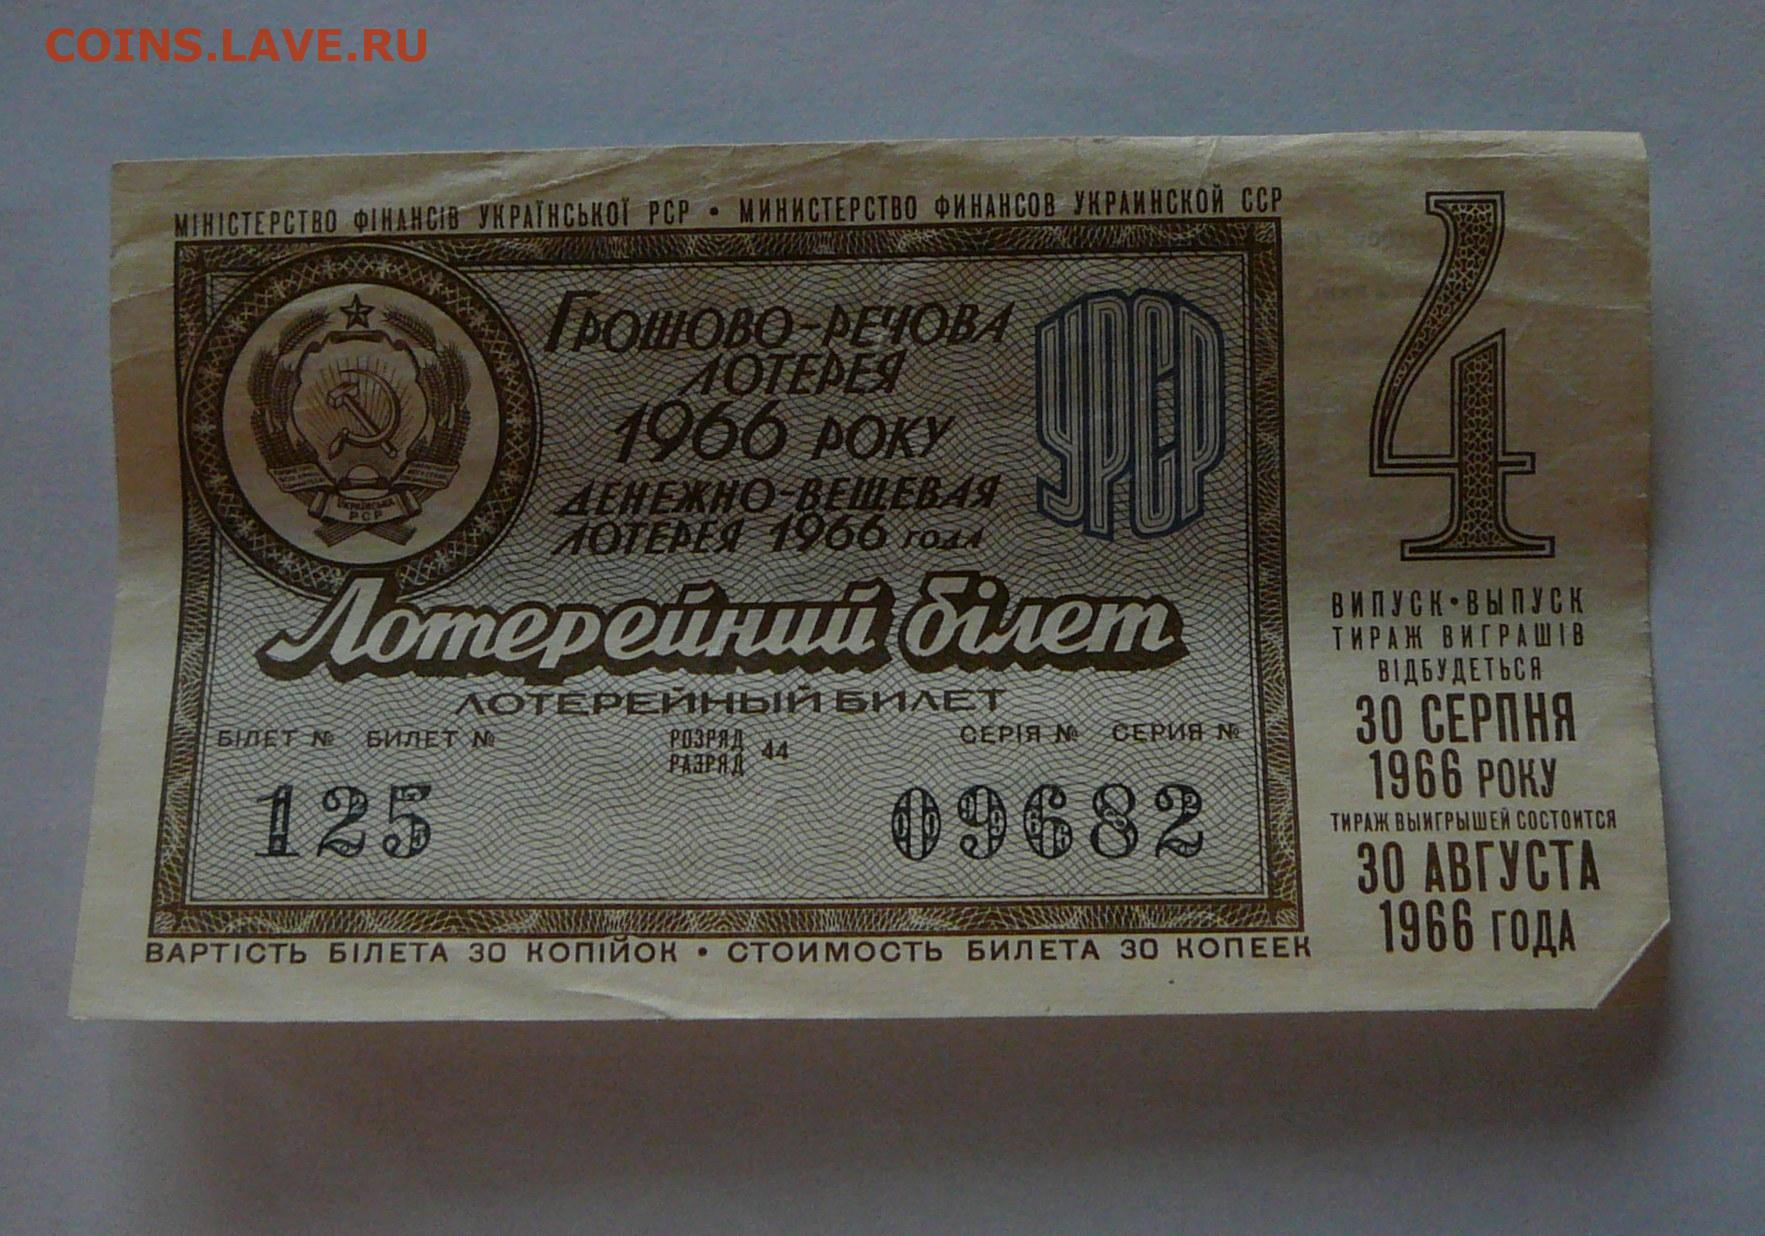 COINS.LAVE.RU
МІНІСТЕРСТВО ФІНАНСІВ УКРАЇНСЬКОЇ РСР • МИНИСТЕРСТВО ФИНАНСОВ УКРАИНСКОЙ ССР
ГРОШОВО-РЕЧОВА
ЛОТЕРЕЯ
1966 РОКУ
ДЕНЕЖНО-ВЕЩЕВАЯ
ЛОТЕРЕЯ 1966 ГОДА
УРСР
УКРАЇНСЬКА
РСР
Лотерейний білет
ЛОТЕРЕЙНЫЙ БИЛЕТ
БІЛЕТ № БИЛЕТ № РОЗРЯД РАЗРЯД 44 СЕРІЯ № СЕРИЯ №
125 09682
ВАРТІСТЬ БІЛЕТА 30 КОПІЙОК • СТОИМОСТЬ БИЛЕТА 30 КОПЕЕК
4
ВИПУСК • ВЫПУСК
ТИРАЖ ВИГРАШІВ
ВІДБУДЕТЬСЯ
30 СЕРПНЯ
1966 РОКУ
ТИРАЖ ВЫИГРЫШЕЙ СОСТОИТСЯ
30 АВГУСТА
1966 ГОДА